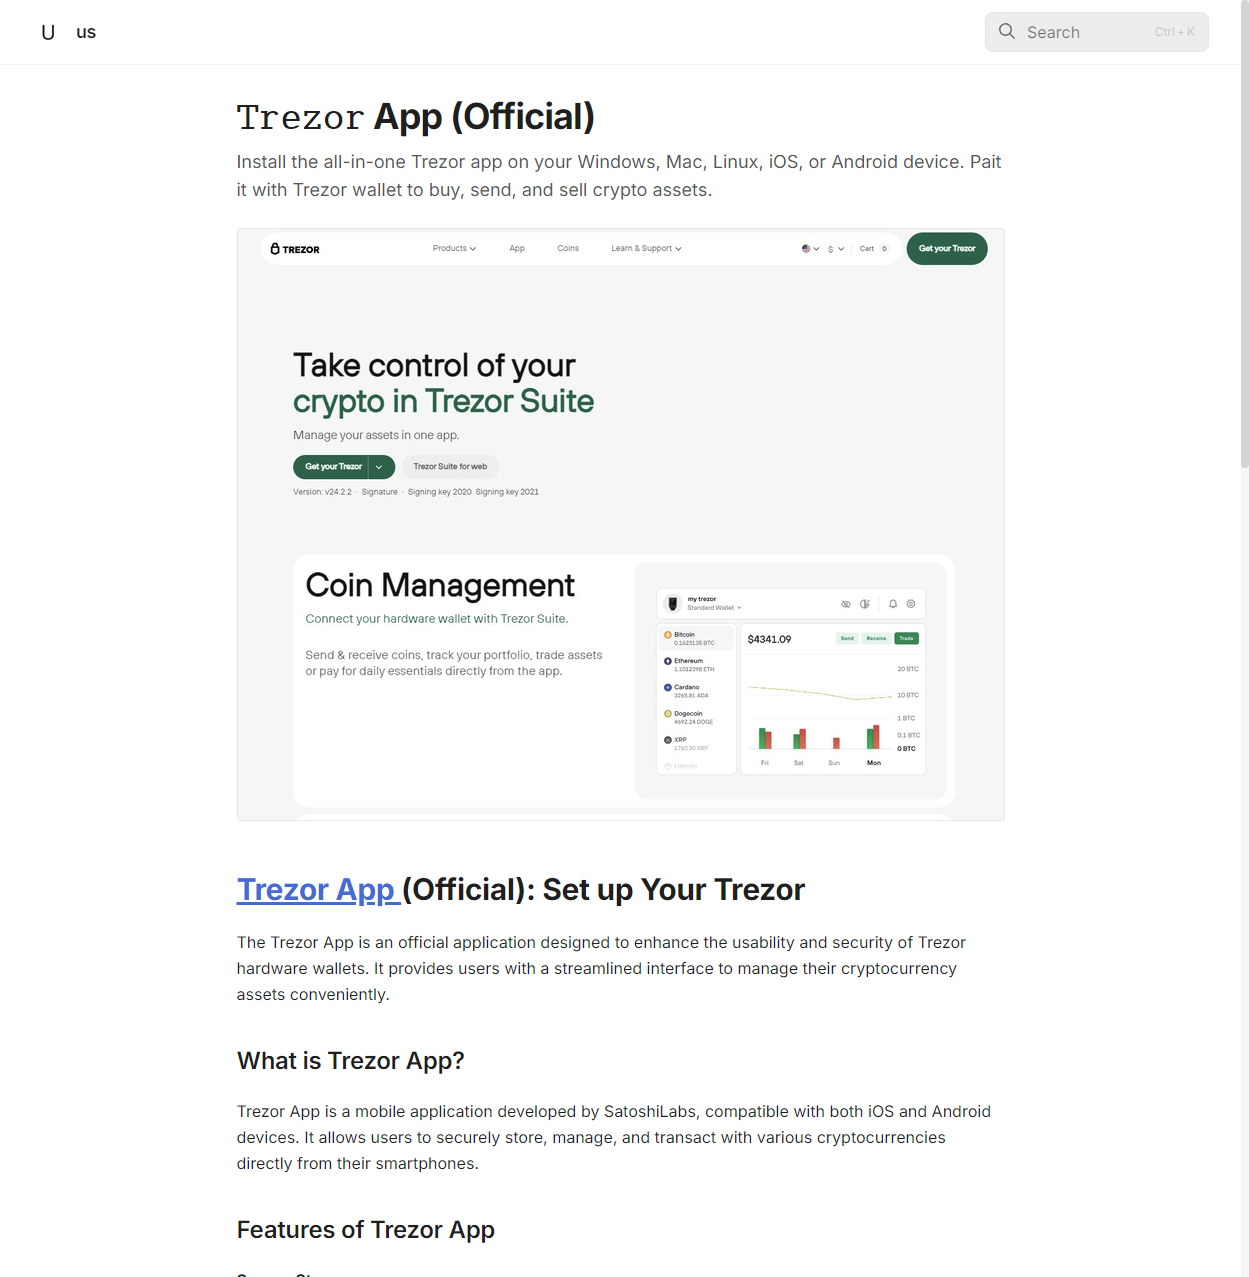 U us
Search Ctrl + K
Trezor App (Official)
Install the all-in-one Trezor app on your Windows, Mac, Linux, iOS, or Android device. Pait
it with Trezor wallet to buy, send, and sell crypto assets.
TREZOR Products App Coins Learn & Support $ Cart 0 Get your Trezor
Take control of your
crypto in Trezor Suite
Manage your assets in one app.
Get your Trezor Trezor Suite for web
Version: v24.2.2 · Signature · Signing key 2020 Signing key 2021
Coin Management
Connect your hardware wallet with Trezor Suite.
Send & receive coins, track your portfolio, trade assets
or pay for daily essentials directly from the app.
my trezor
Standard Wallet
Bitcoin
0.1623135 BTC
Ethereum
1.1012398 ETH
Cardano
3265.81 ADA
Dogecoin
4692.24 DOGE
XRP
1760.30 XRP
Litecoin
$4341.09 Send Receive Trade
20 BTC
10 BTC
1 BTC
0.1 BTC
0 BTC
Fri Sat Sun Mon
Trezor App (Official): Set up Your Trezor
The Trezor App is an official application designed to enhance the usability and security of Trezor
hardware wallets. It provides users with a streamlined interface to manage their cryptocurrency
assets conveniently.
What is Trezor App?
Trezor App is a mobile application developed by SatoshiLabs, compatible with both iOS and Android
devices. It allows users to securely store, manage, and transact with various cryptocurrencies
directly from their smartphones.
Features of Trezor App